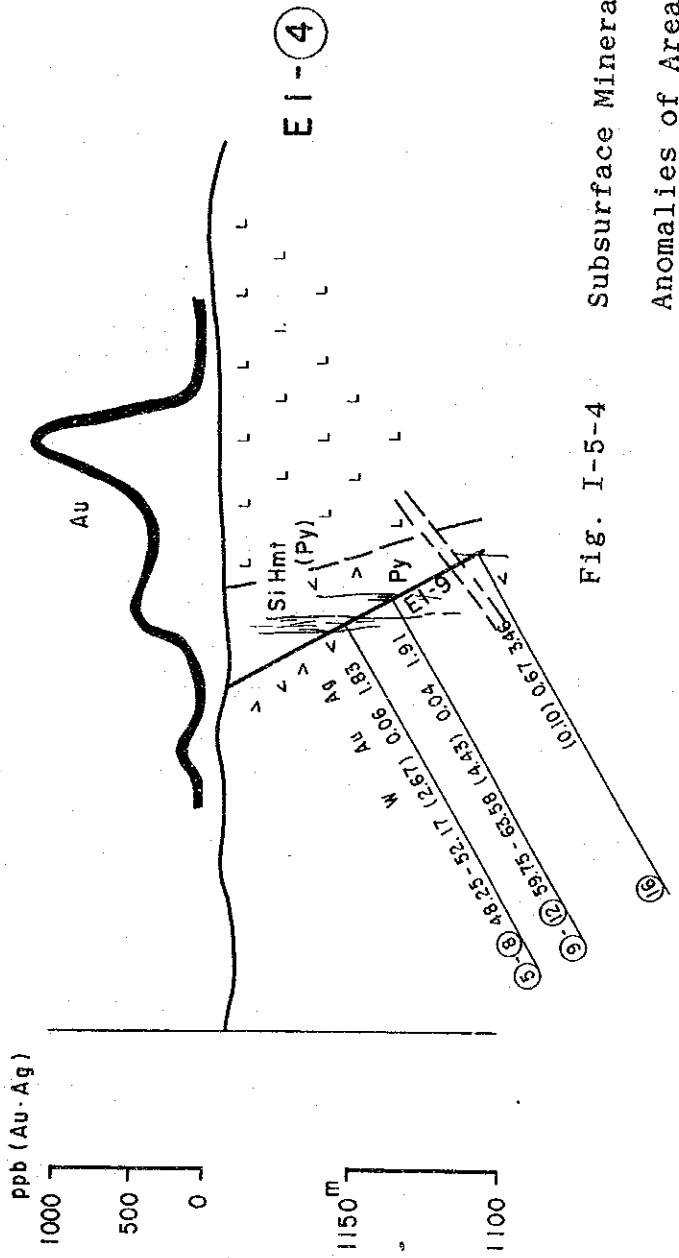 ppb (Au·Ag)
1000
500
0
Au
E i - ④
1150 m
1100
Si Hmt
(Py)
Py
Ei-9
W Au Ag
⑤-⑧ 48.25 - 52.17 (2.67) 0.06 1.83
⑨-⑫ 59.75 - 63.58 (4.43) 0.04 1.91
⑯ (0.10) 0.67 3.46
Fig. I-5-4 Subsurface Minera
Anomalies of Area